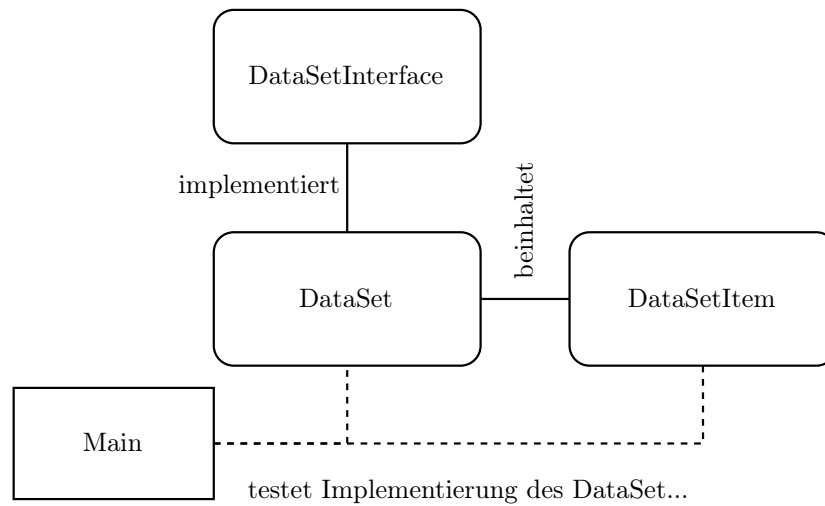 DataSetInterface
implementiert
beinhaltet
DataSet
DataSetItem
Main
testet Implementierung des DataSet...